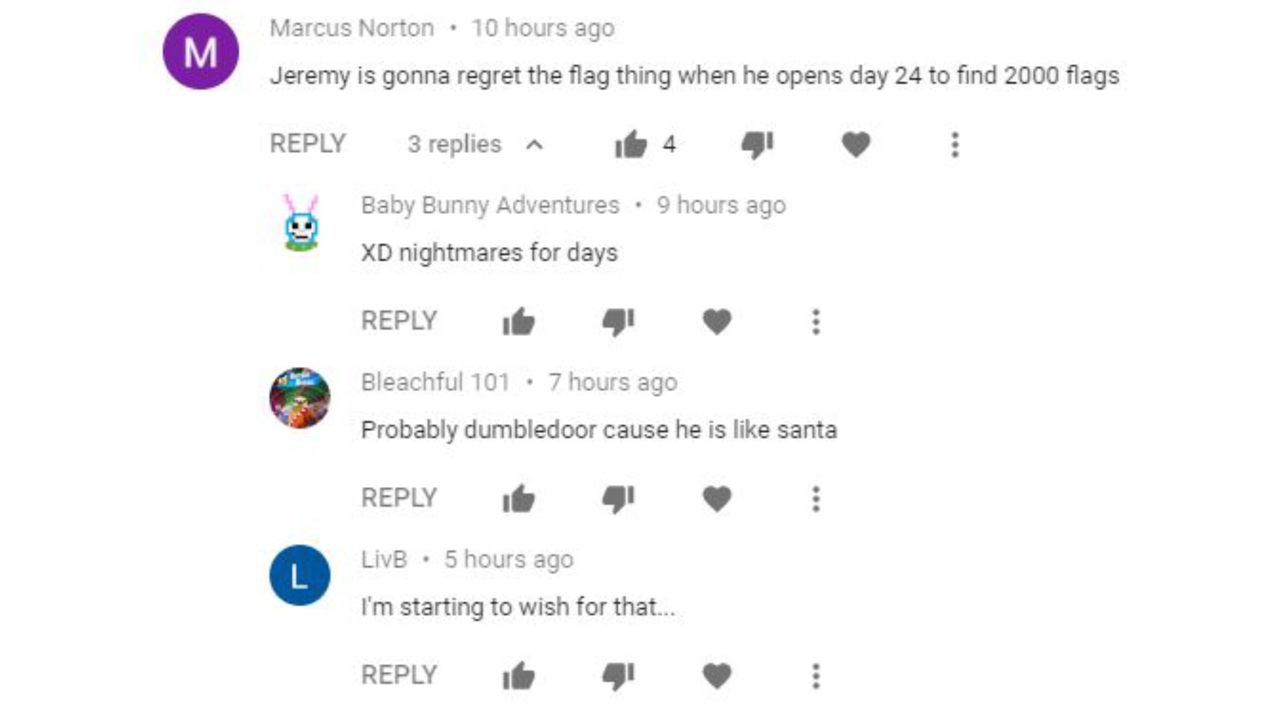 M
Marcus Norton • 10 hours ago
Jeremy is gonna regret the flag thing when he opens day 24 to find 2000 flags
REPLY 3 replies 4
Baby Bunny Adventures • 9 hours ago
XD nightmares for days
REPLY
Bleachful 101 • 7 hours ago
Probably dumbledoor cause he is like santa
REPLY
L
LivB • 5 hours ago
I'm starting to wish for that...
REPLY